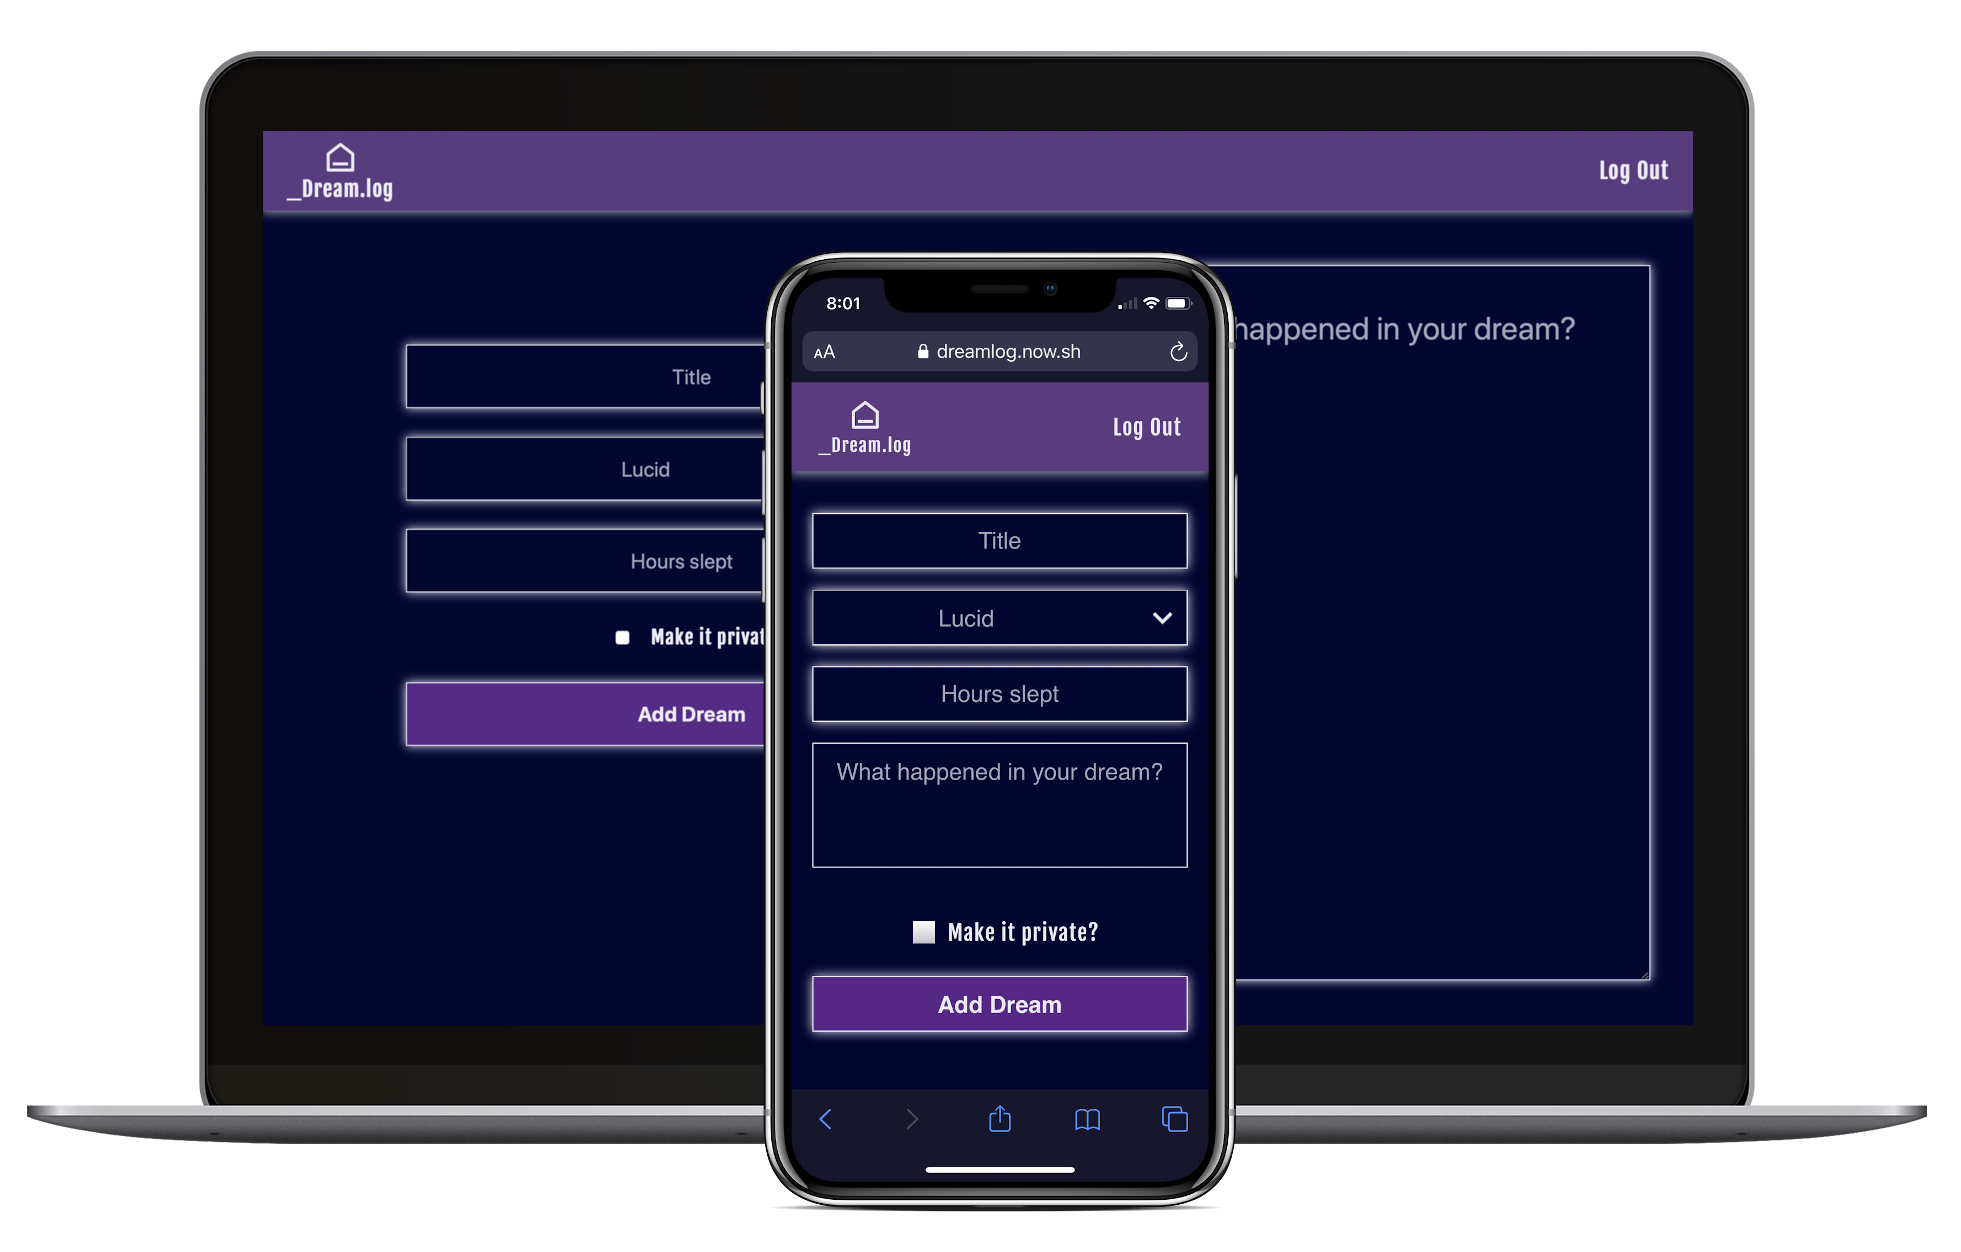 _Dream.log
Log Out
Title
Lucid
Hours slept
Make it privat
Add Dream
happened in your dream?
8:01
AA dreamlog.now.sh
_Dream.log
Log Out
Title
Lucid
Hours slept
What happened in your dream?
Make it private?
Add Dream